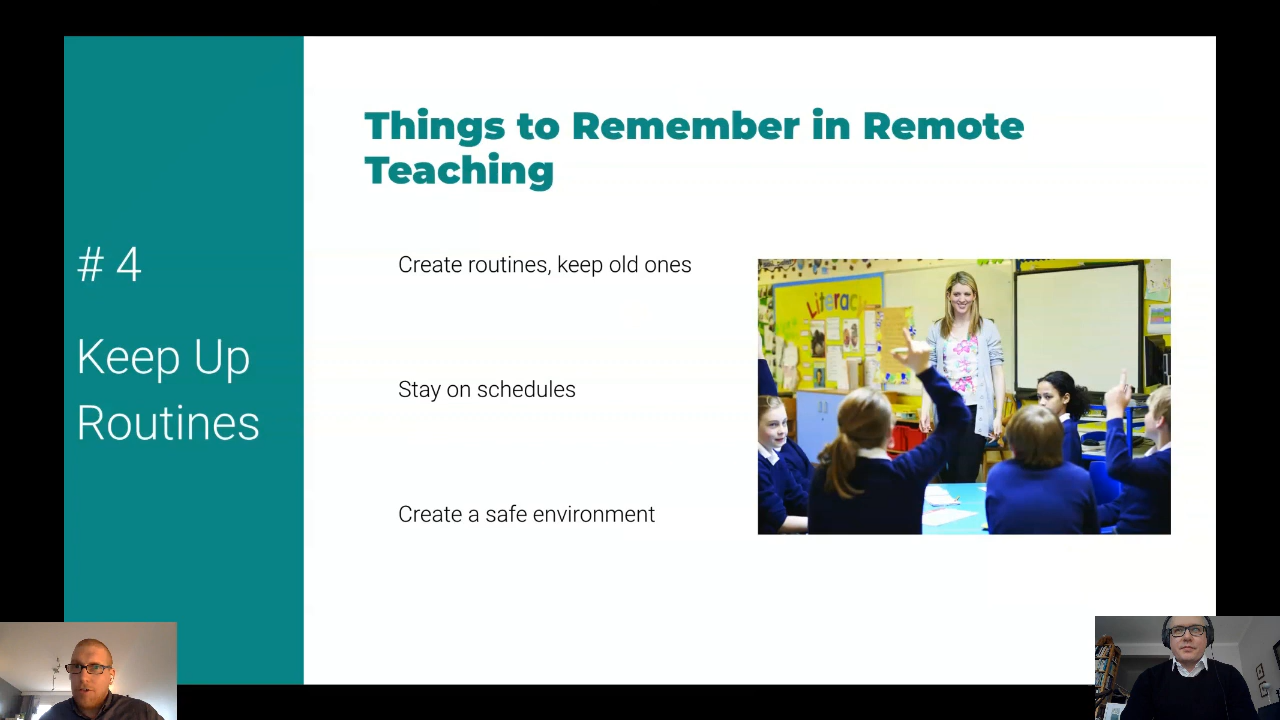 # 4
Keep Up
Routines
Things to Remember in Remote
Teaching
Create routines, keep old ones
Stay on schedules
Create a safe environment
Literacy